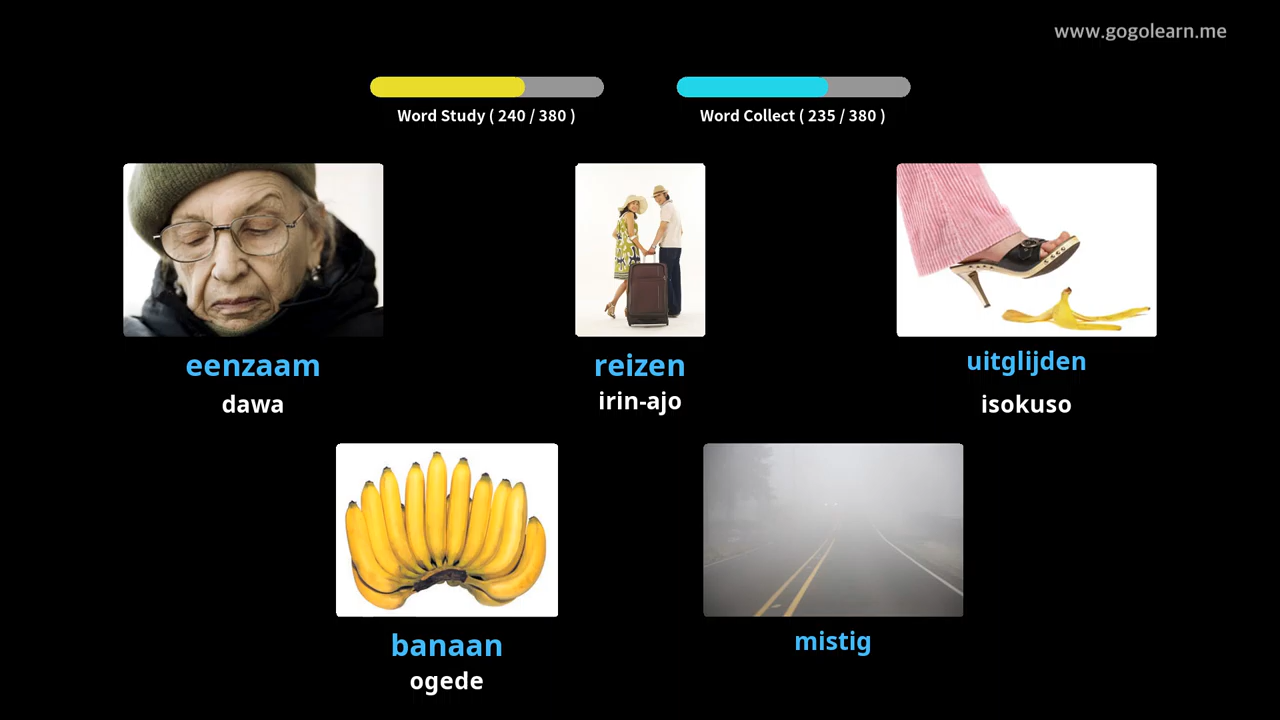 www.gogolearn.me
Word Study ( 240 / 380 )
Word Collect ( 235 / 380 )
eenzaam
dawa
reizen
irin-ajo
uitglijden
isokuso
banaan
ogede
mistig